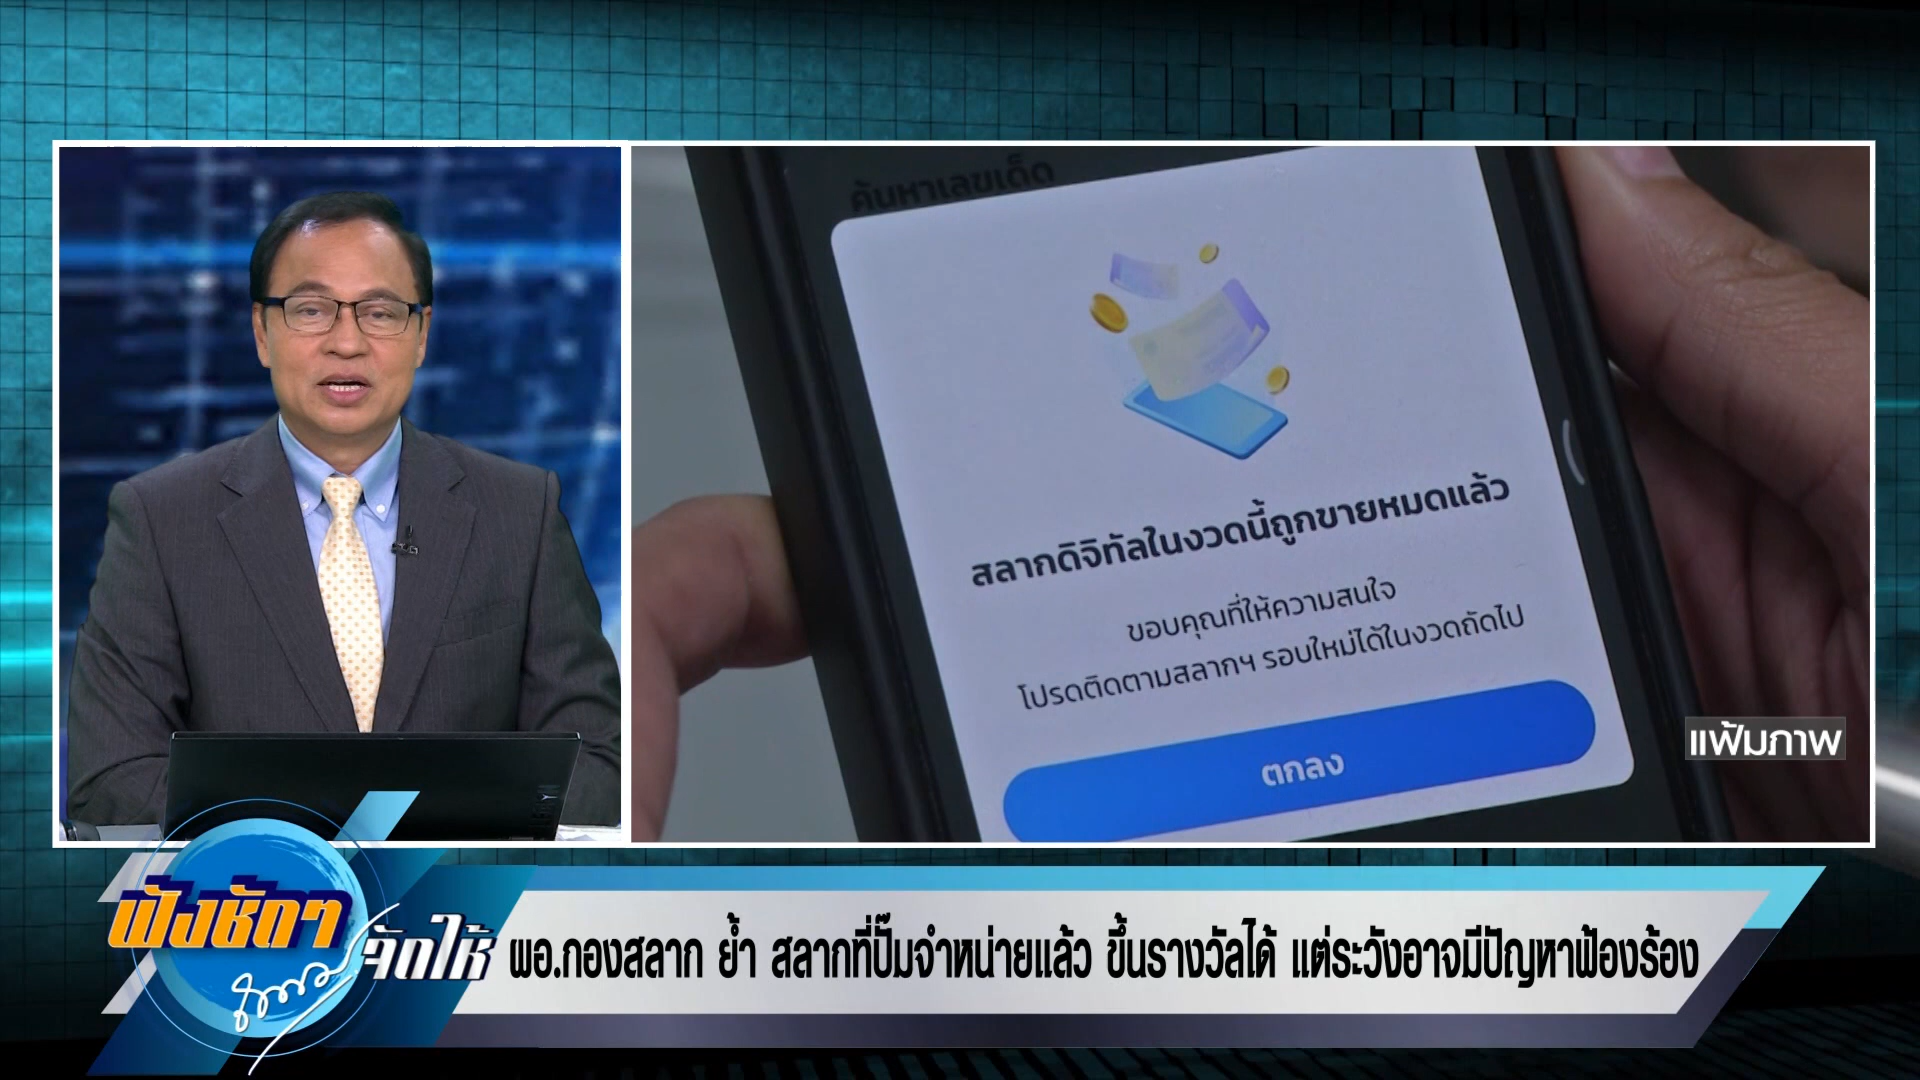 ค้นหาเลขเด็ด
สลากดิจิทัลในงวดนี้ถูกขายหมดแล้ว
ขอบคุณที่ให้ความสนใจ
โปรดติดตามสลากฯ รอบใหม่ได้ในงวดถัดไป
ตกลง
แฟ้มภาพ
ฟังชัดๆ
จัดให้
พอ.กองสลาก ย้ำ สลากที่ปั๊มจำหน่ายแล้ว ขึ้นรางวัลได้ แต่ระวังอาจมีปัญหาฟ้องร้อง